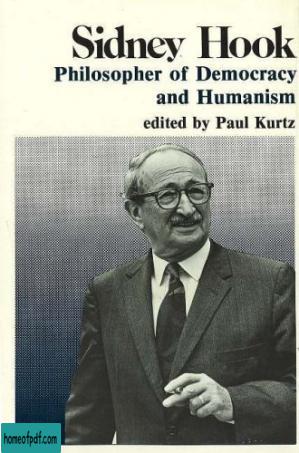 Sidney Hook
Philosopher of Democracy
and Humanism
edited by Paul Kurtz
homeofpdf.com